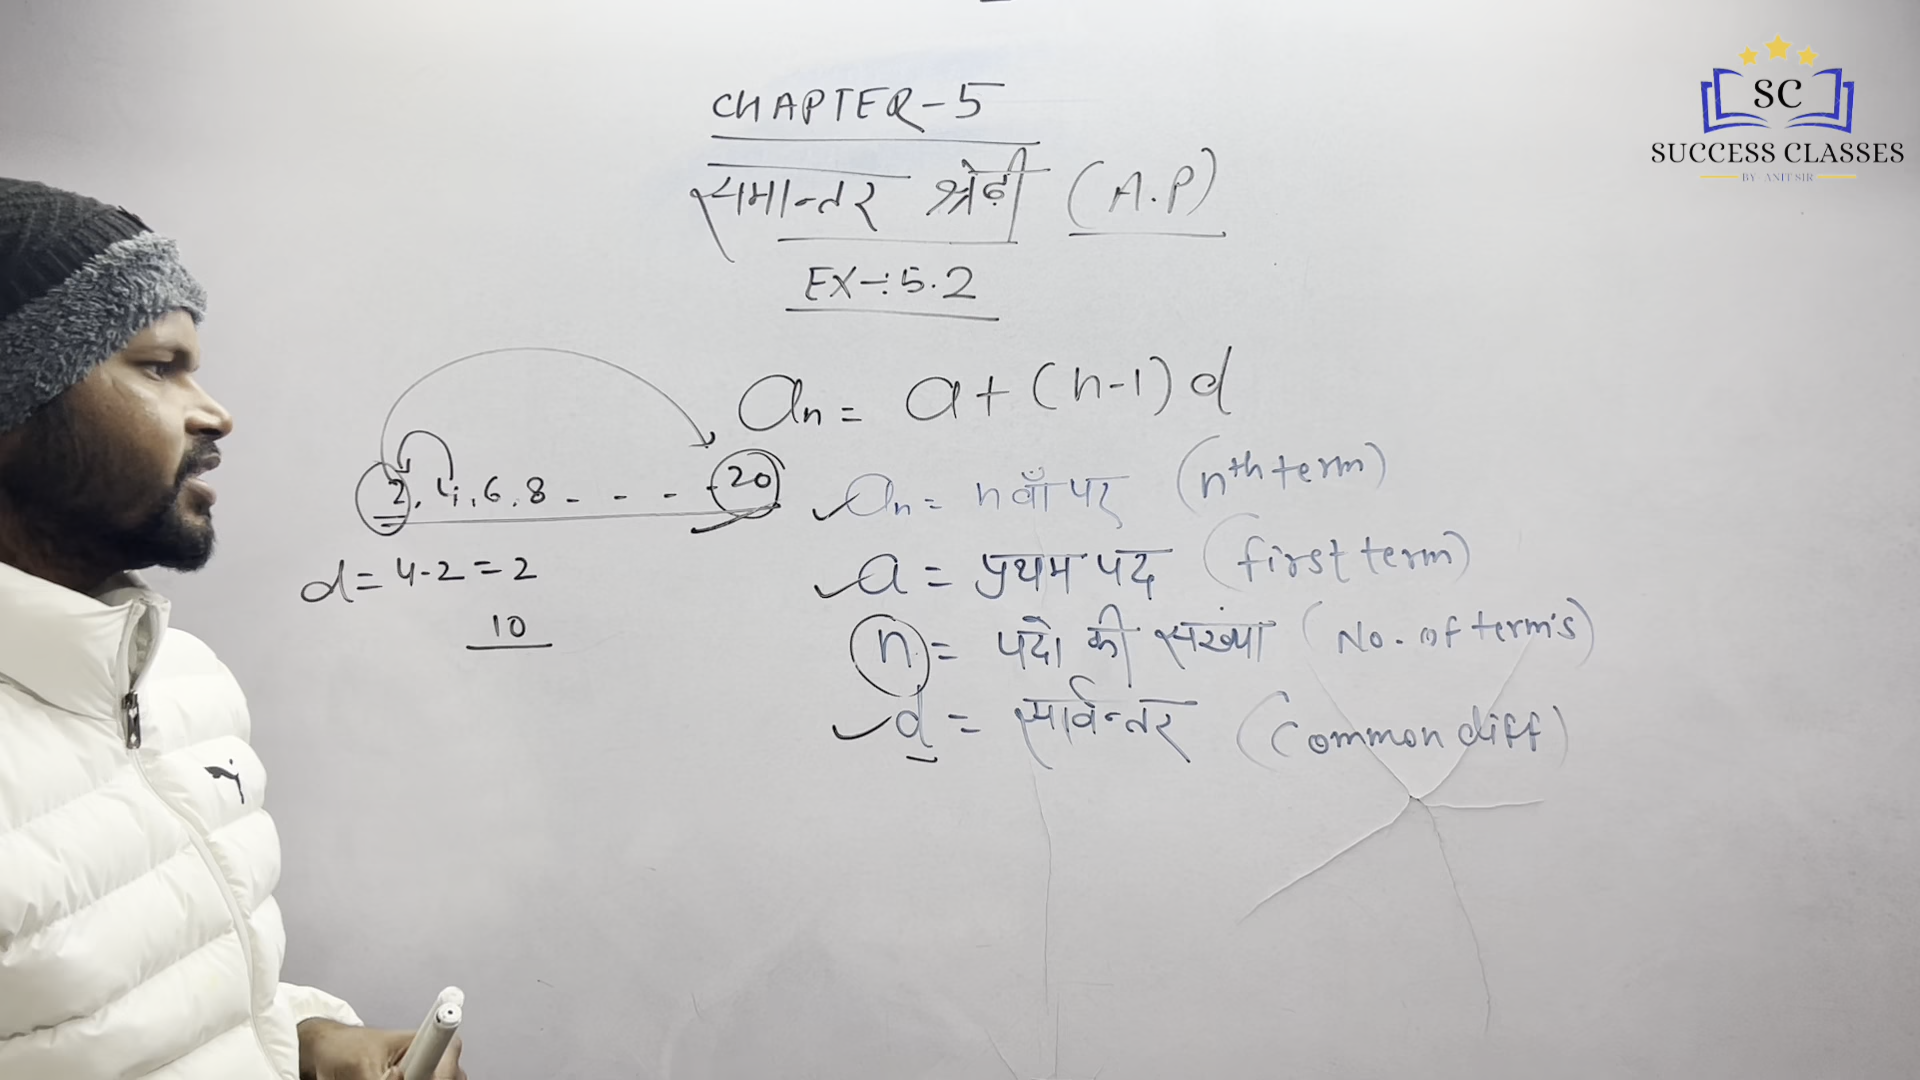 CHAPTER-5
समान्तर श्रेढ़ी (A.P)
EX-:5.2
an = a+(n-1)d
2, 4, 6, 8 - - - - 20
d = 4-2 = 2
10
an = nवाँ पद (nth term)
a = प्रथम पद (first term)
n = पदो की संख्या (No. of term's)
d = सार्वन्तर (Common diff)
SC
SUCCESS CLASSES
BY - ANIT SIR